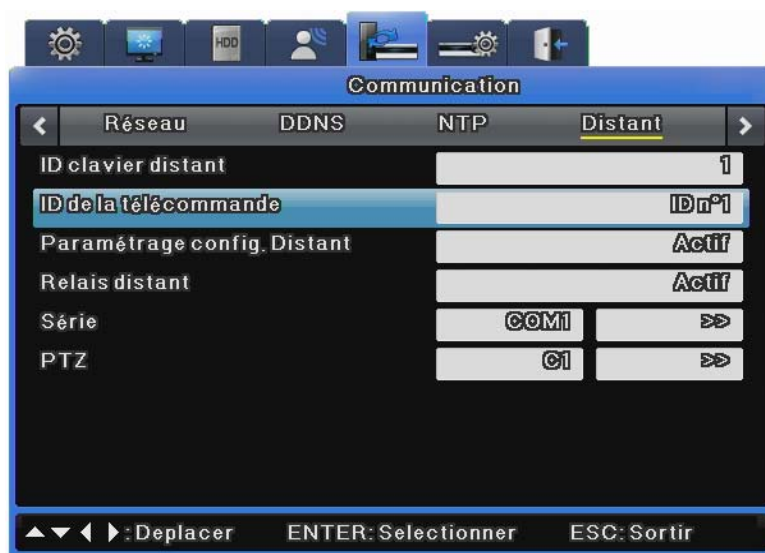 HDD
Communication
Réseau DDNS NTP Distant
ID clavier distant 1
ID de la télécommande ID n°1
Paramétrage config. Distant Actif
Relais distant Actif
Série COM1 >>
PTZ C1 >>
:Deplacer ENTER:Selectionner ESC:Sortir